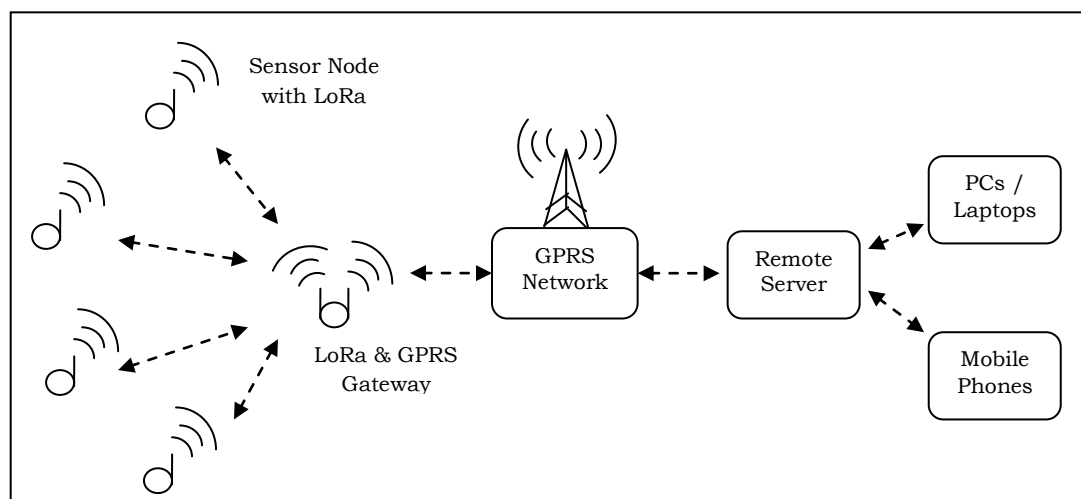 Sensor Node
with LoRa
LoRa & GPRS
Gateway
GPRS
Network
Remote
Server
PCs /
Laptops
Mobile
Phones